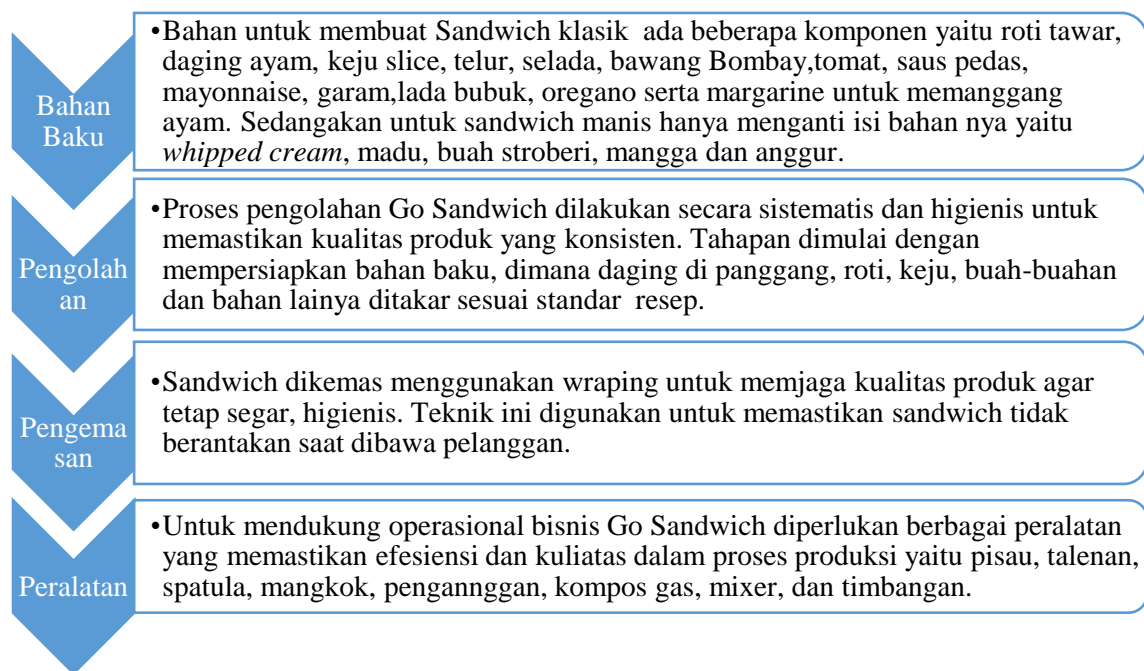 Bahan
Baku
•Bahan untuk membuat Sandwich klasik ada beberapa komponen yaitu roti tawar,
daging ayam, keju slice, telur, selada, bawang Bombay,tomat, saus pedas,
mayonnaise, garam,lada bubuk, oregano serta margarine untuk memanggang
ayam. Sedangakan untuk sandwich manis hanya menganti isi bahan nya yaitu
whipped cream, madu, buah stroberi, mangga dan anggur.
Pengolah
an
•Proses pengolahan Go Sandwich dilakukan secara sistematis dan higienis untuk
memastikan kualitas produk yang konsisten. Tahapan dimulai dengan
mempersiapkan bahan baku, dimana daging di panggang, roti, keju, buah-buahan
dan bahan lainya ditakar sesuai standar resep.
Pengema
san
•Sandwich dikemas menggunakan wraping untuk memjaga kualitas produk agar
tetap segar, higienis. Teknik ini digunakan untuk memastikan sandwich tidak
berantakan saat dibawa pelanggan.
Peralatan
•Untuk mendukung operasional bisnis Go Sandwich diperlukan berbagai peralatan
yang memastikan efesiensi dan kuliatas dalam proses produksi yaitu pisau, talenan,
spatula, mangkok, pengannggan, kompos gas, mixer, dan timbangan.